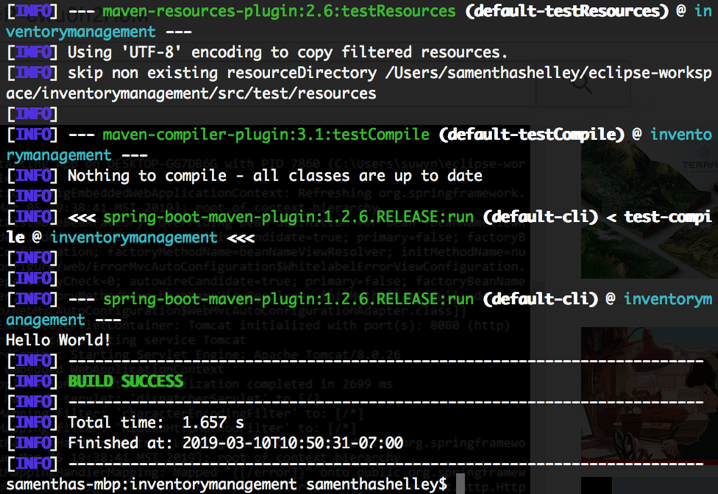 [INFO] --- maven-resources-plugin:2.6:testResources (default-testResources) @ in
ventorymanagement ---
[INFO] Using 'UTF-8' encoding to copy filtered resources.
[INFO] skip non existing resourceDirectory /Users/samenthashelley/eclipse-worksp
ace/inventorymanagement/src/test/resources
[INFO]
[INFO] --- maven-compiler-plugin:3.1:testCompile (default-testCompile) @ invento
rymanagement ---
[INFO] Nothing to compile - all classes are up to date
[INFO]
[INFO] <<< spring-boot-maven-plugin:1.2.6.RELEASE:run (default-cli) < test-compi
le @ inventorymanagement <<<
[INFO]
[INFO]
[INFO] --- spring-boot-maven-plugin:1.2.6.RELEASE:run (default-cli) @ inventorym
anagement ---
Hello World!
[INFO] ------------------------------------------------------------------------
[INFO] BUILD SUCCESS
[INFO] ------------------------------------------------------------------------
[INFO] Total time:  1.657 s
[INFO] Finished at: 2019-03-10T10:50:31-07:00
[INFO] ------------------------------------------------------------------------
samenthas-mbp:inventorymanagement samenthashelley$